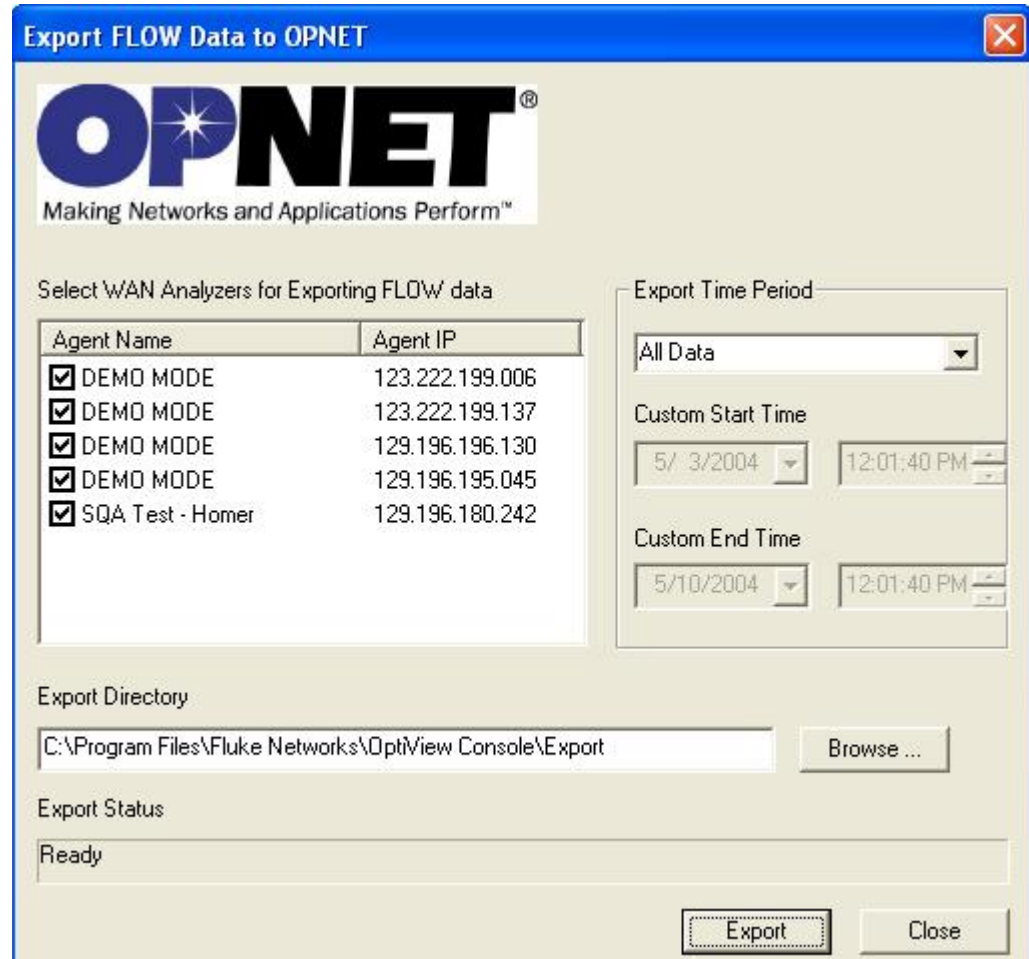 Export FLOW Data to OPNET
OPNET®
Making Networks and Applications Perform™
Select WAN Analyzers for Exporting FLOW data
Agent Name Agent IP
DEMO MODE 123.222.199.006
DEMO MODE 123.222.199.137
DEMO MODE 129.196.196.130
DEMO MODE 129.196.195.045
SQA Test - Homer 129.196.180.242
Export Time Period
All Data
Custom Start Time
5/ 3/2004 12:01:40 PM
Custom End Time
5/10/2004 12:01:40 PM
Export Directory
C:\Program Files\Fluke Networks\OptiView Console\Export
Browse ...
Export Status
Ready
Export Close